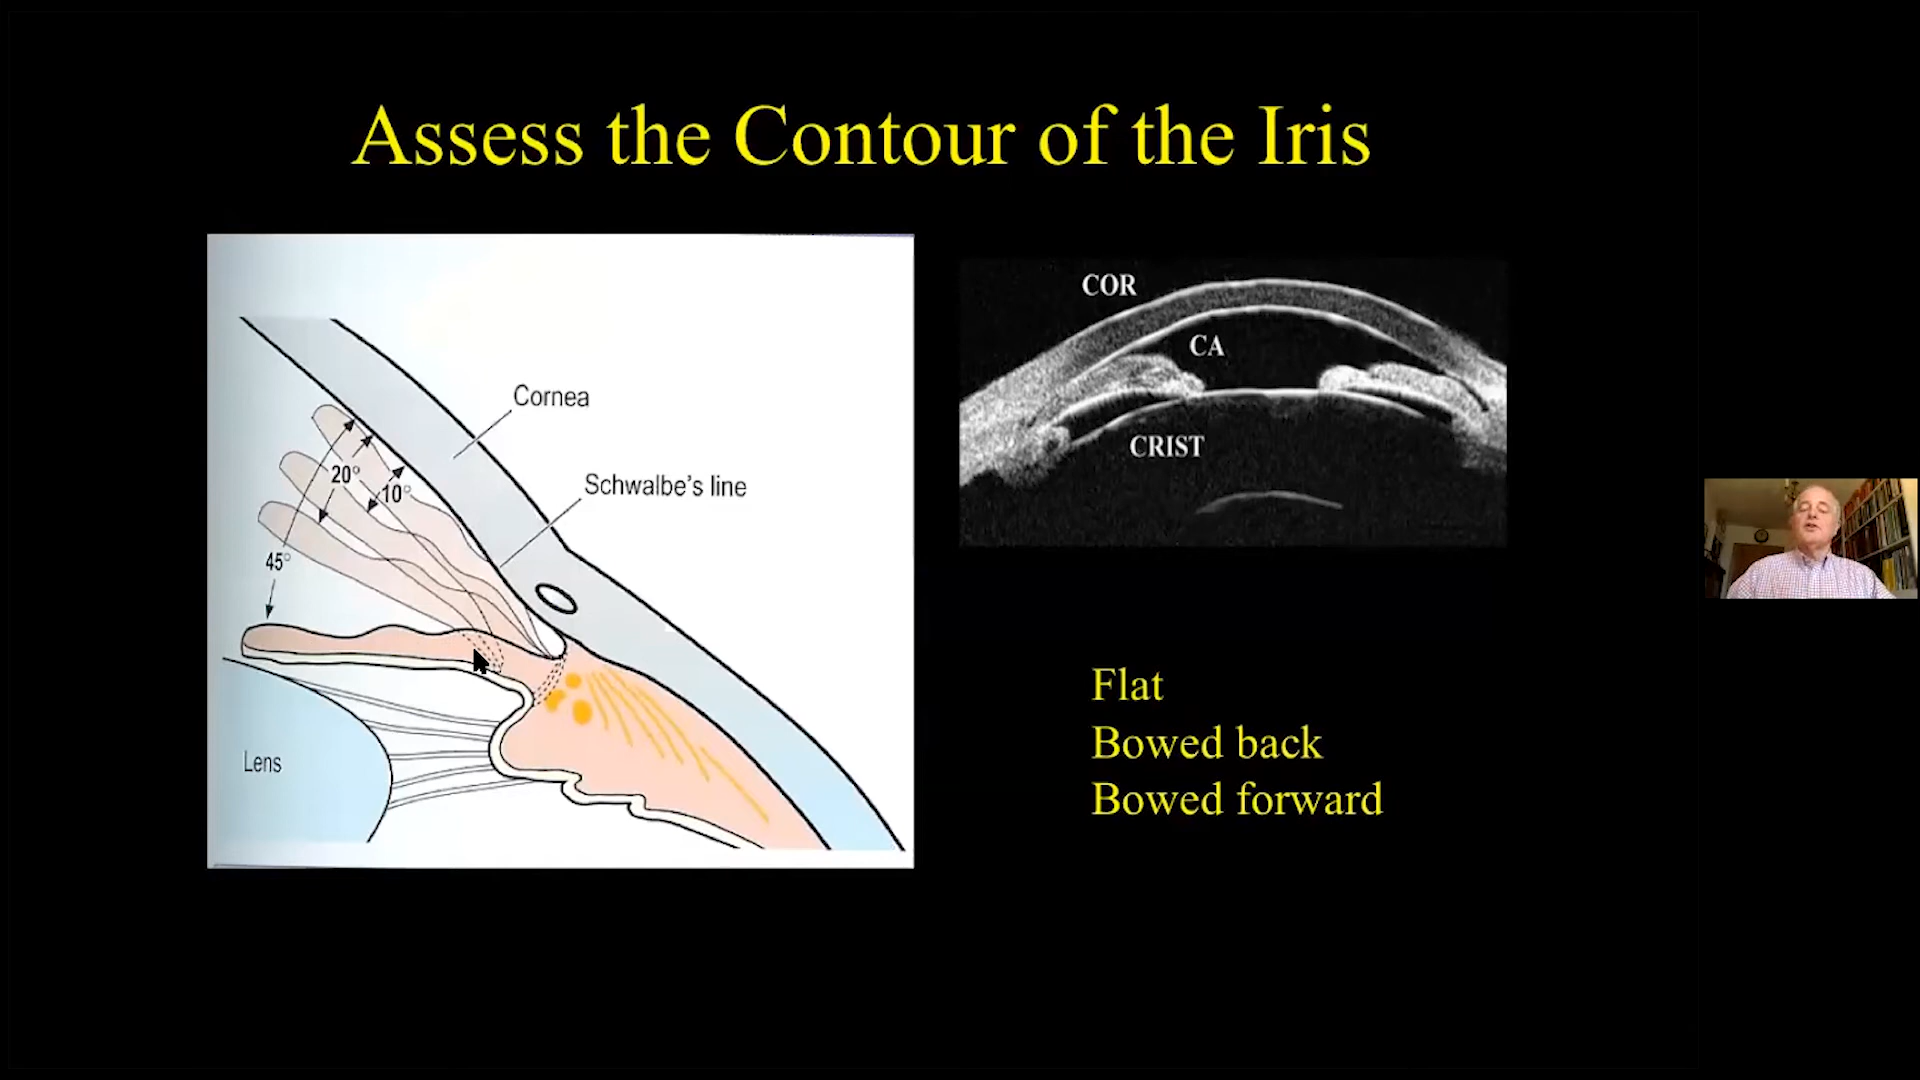 Assess the Contour of the Iris
Cornea
Schwalbe's line
20°
10°
45°
Lens
COR
CA
CRIST
Flat
Bowed back
Bowed forward